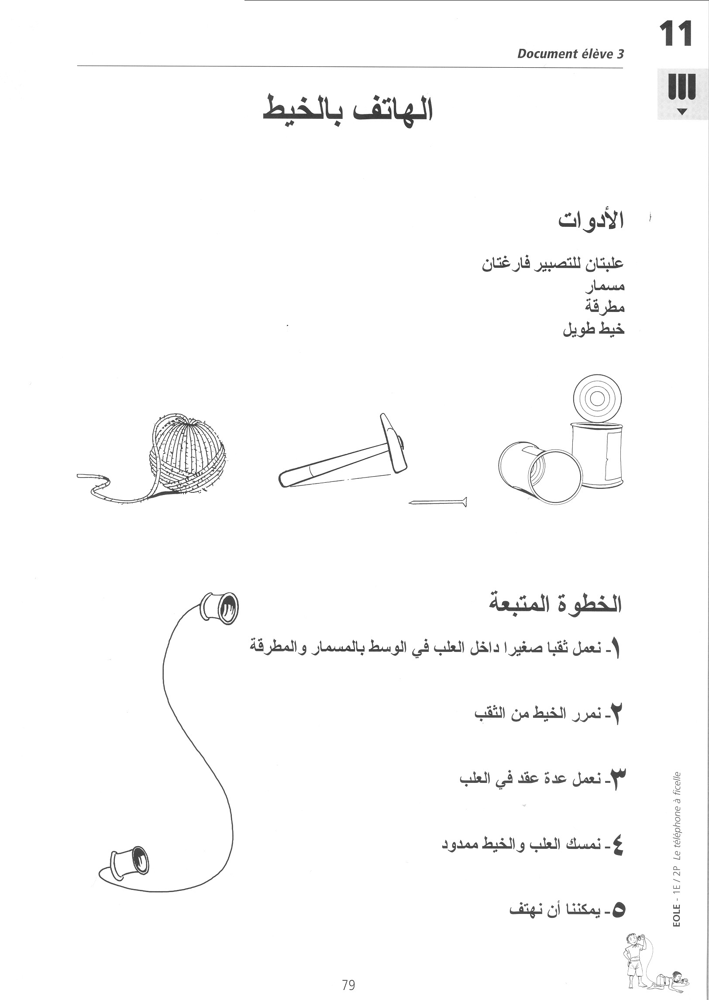 11
Document élève 3
الهاتف بالخيط
الأدوات
علبتان للتصبير فارغتان
مسمار
مطرقة
خيط طويل
الخطوة المتبعة
١- نعمل ثقبا صغيرا داخل العلب في الوسط بالمسمار والمطرقة
٢- نمرر الخيط من الثقب
٣- نعمل عدة عقد في العلب
٤- نمسك العلب والخيط ممدود
٥- يمكننا أن نهتف
EOLE - 1E / 2P Le téléphone à ficelle
79